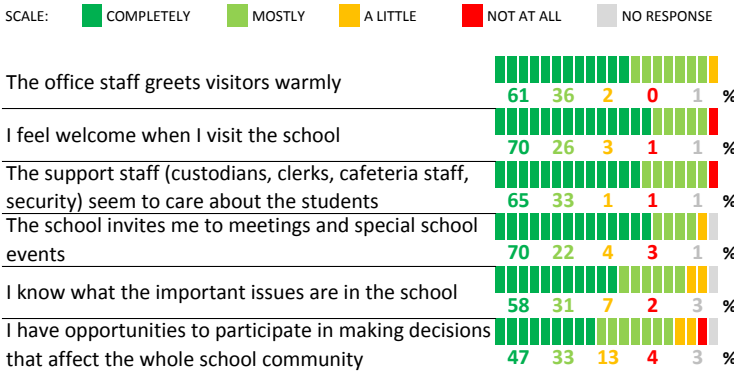 SCALE: COMPLETELY MOSTLY A LITTLE NOT AT ALL NO RESPONSE
The office staff greets visitors warmly
61 36 2 0 1 %
I feel welcome when I visit the school
70 26 3 1 1 %
The support staff (custodians, clerks, cafeteria staff,
security) seem to care about the students
65 33 1 1 1 %
The school invites me to meetings and special school
events
70 22 4 3 1 %
I know what the important issues are in the school
58 31 7 2 3 %
I have opportunities to participate in making decisions
that affect the whole school community
47 33 13 4 3 %